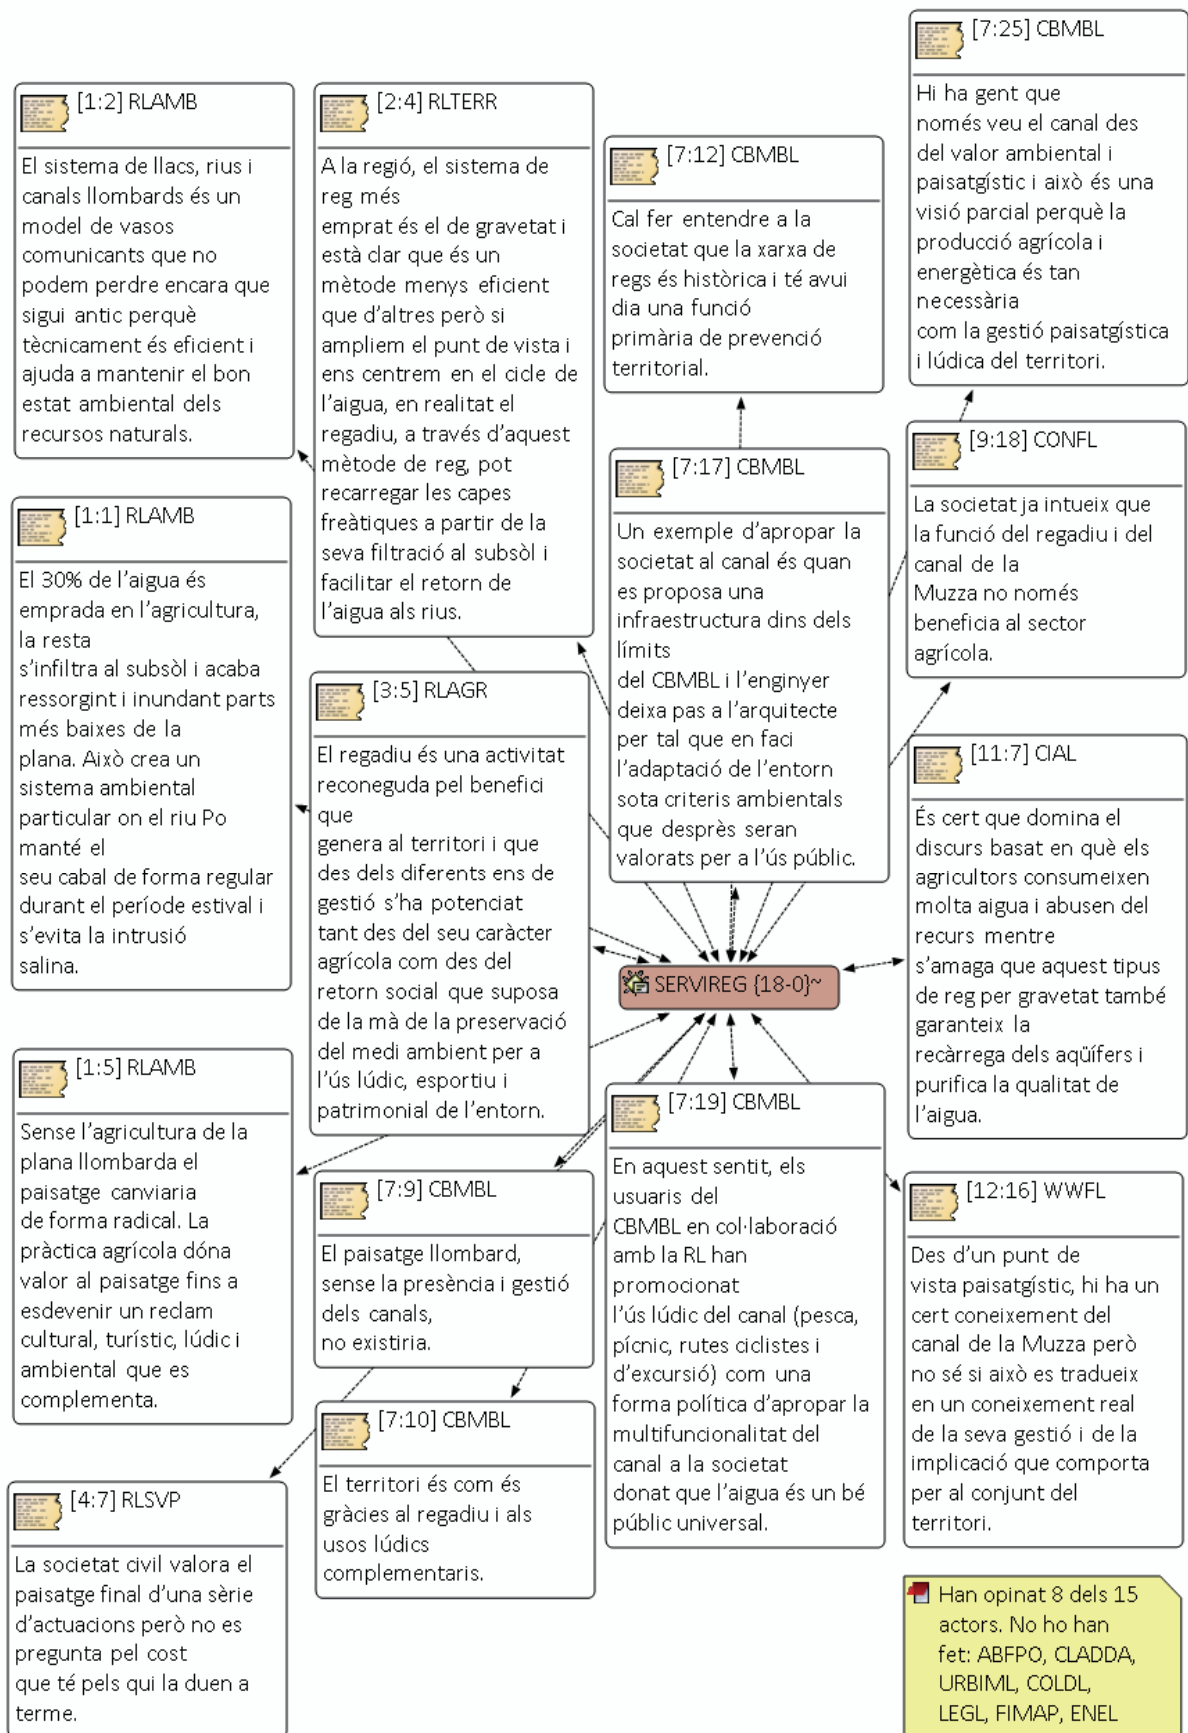 [1:2] RLAMB
El sistema de llacs, rius i
canals llombards és un
model de vasos
comunicants que no
podem perdre encara que
sigui antic perquè
tècnicament és eficient i
ajuda a mantenir el bon
estat ambiental dels
recursos naturals.
[1:1] RLAMB
El 30% de l'aigua és
emprada en l'agricultura,
la resta
s'infiltra al subsòl i acaba
ressorgint i inundant parts
més baixes de la
plana. Això crea un
sistema ambiental
particular on el riu Po
manté el
seu cabal de forma regular
durant el període estival i
s'evita la intrusió
salina.
[1:5] RLAMB
Sense l'agricultura de la
plana llombarda el
paisatge canviaria
de forma radical. La
pràctica agrícola dóna
valor al paisatge fins a
esdevenir un reclam
cultural, turístic, lúdic i
ambiental que es
complementa.
[4:7] RLSVP
La societat civil valora el
paisatge final d'una sèrie
d'actuacions però no es
pregunta pel cost
que té pels qui la duen a
terme.
[2:4] RLTERR
A la regió, el sistema de
reg més
emprat és el de gravetat i
està clar que és un
mètode menys eficient
que d'altres però si
ampliem el punt de vista i
ens centrem en el cicle de
l'aigua, en realitat el
regadiu, a través d'aquest
mètode de reg, pot
recarregar les capes
freàtiques a partir de la
seva filtració al subsòl i
facilitar el retorn de
l'aigua als rius.
[3:5] RLAGR
El regadiu és una activitat
reconeguda pel benefici
que
genera al territori i que
des dels diferents ens de
gestió s'ha potenciat
tant des del seu caràcter
agrícola com des del
retorn social que suposa
de la mà de la preservació
del medi ambient per a
l'ús lúdic, esportiu i
patrimonial de l'entorn.
[7:9] CBMBL
El paisatge llombard,
sense la presència i gestió
dels canals,
no existiria.
[7:10] CBMBL
El territori és com és
gràcies al regadiu i als
usos lúdics
complementaris.
[7:12] CBMBL
Cal fer entendre a la
societat que la xarxa de
regs és històrica i té avui
dia una funció
primària de prevenció
territorial.
[7:17] CBMBL
Un exemple d'apropar la
societat al canal és quan
es proposa una
infraestructura dins dels
límits
del CBMBL i l'enginyer
deixa pas a l'arquitecte
per tal que en faci
l'adaptació de l'entorn
sota criteris ambientals
que desprès seran
valorats per a l'ús públic.
SERVIREG {18-0}~
[7:19] CBMBL
En aquest sentit, els
usuaris del
CBMBL en col·laboració
amb la RL han
promocionat
l'ús lúdic del canal (pesca,
pícnic, rutes ciclistes i
d'excursió) com una
forma política d'apropar la
multifuncionalitat del
canal a la societat
donat que l'aigua és un bé
públic universal.
[7:25] CBMBL
Hi ha gent que
només veu el canal des
del valor ambiental i
paisatgístic i això és una
visió parcial perquè la
producció agrícola i
energètica és tan
necessària
com la gestió paisatgística
i lúdica del territori.
[9:18] CONFL
La societat ja intueix que
la funció del regadiu i del
canal de la
Muzza no només
beneficia al sector
agrícola.
[11:7] CIAL
És cert que domina el
discurs basat en què els
agricultors consumeixen
molta aigua i abusen del
recurs mentre
s'amaga que aquest tipus
de reg per gravetat també
garanteix la
recàrrega dels aqüífers i
purifica la qualitat de
l'aigua.
[12:16] WWFL
Des d'un punt de
vista paisatgístic, hi ha un
cert coneixement del
canal de la Muzza però
no sé si això es tradueix
en un coneixement real
de la seva gestió i de la
implicació que comporta
per al conjunt del
territori.
Han opinat 8 dels 15
actors. No ho han
fet: ABFPO, CLADDA,
URBIML, COLDL,
LEGL, FIMAP, ENEL